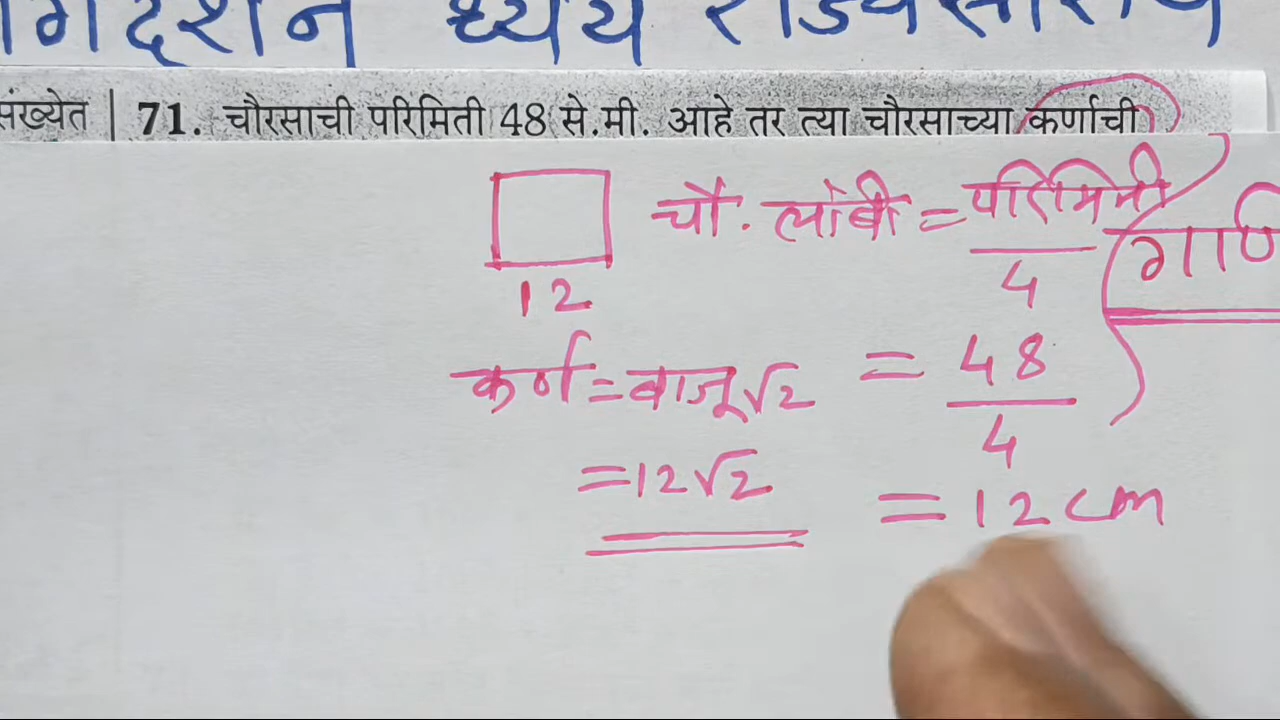 ध्येय
संख्येत | 71. चौरसाची परिमिती 48 से.मी. आहे तर त्या चौरसाच्या कर्णाची
चौ. लांबी = परिमिती
4
12
कर्ण = बाजू√2
= 48
4
= 12√2
= 12 cm